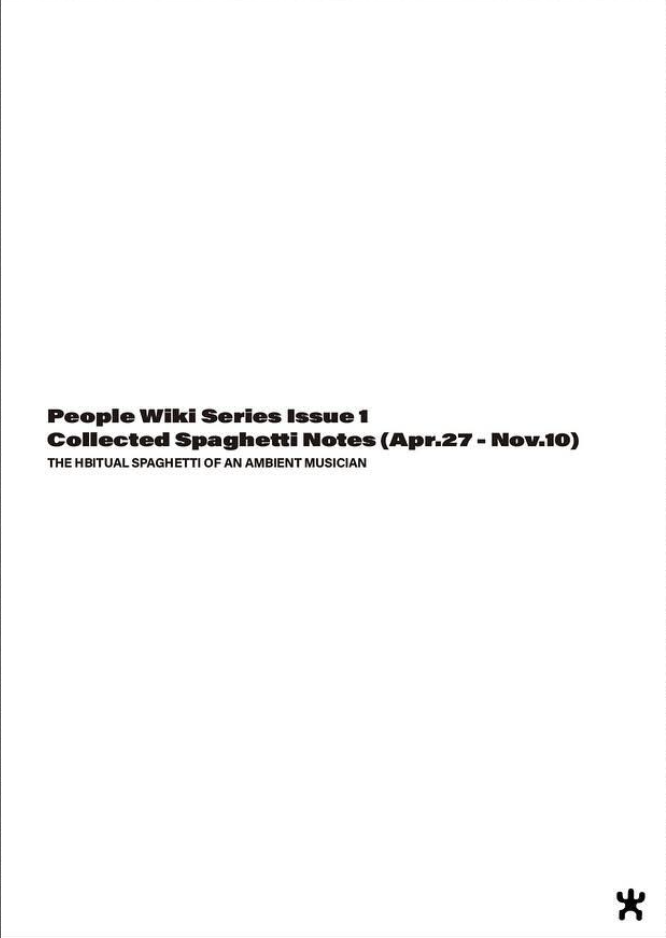 People Wiki Series Issue 1
Collected Spaghetti Notes (Apr.27 - Nov.10)
THE HBITUAL SPAGHETTI OF AN AMBIENT MUSICIAN